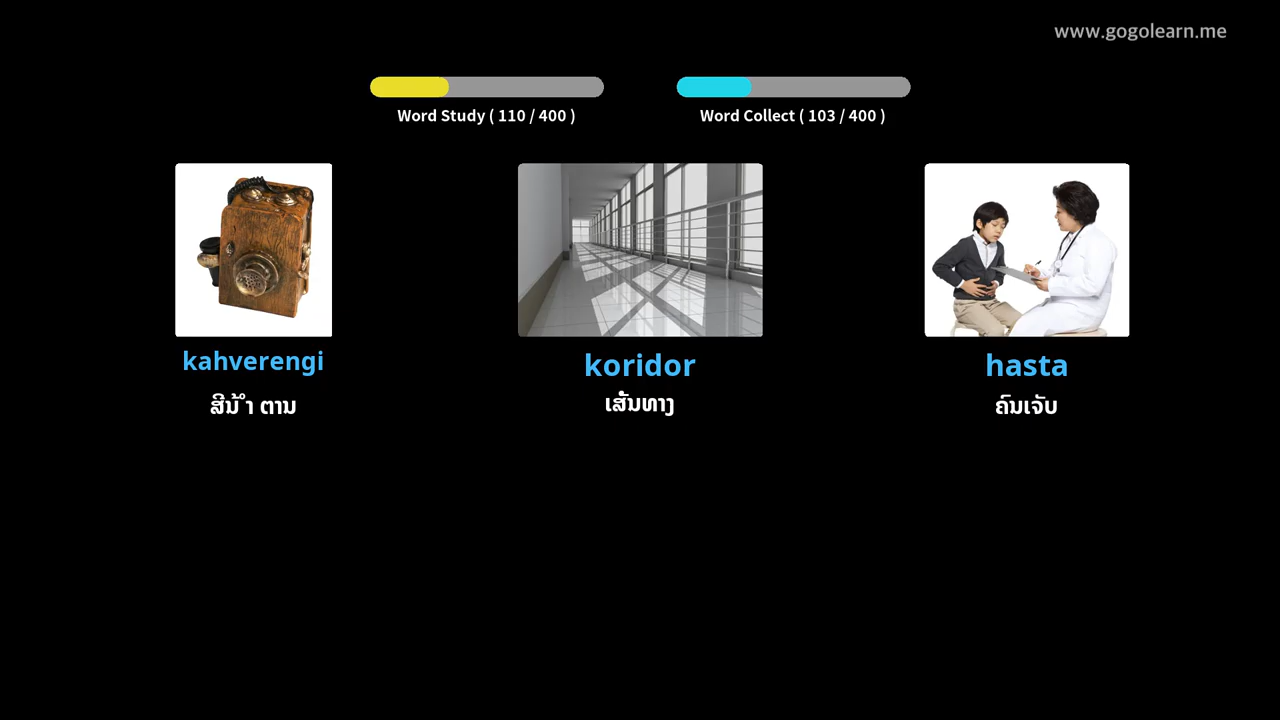 www.gogolearn.me
Word Study ( 110 / 400 )
Word Collect ( 103 / 400 )
kahverengi
koridor
hasta
ສີນ້ ຳ ຕານ
ເສັ້ນທາງ
ຄົນເຈັບ